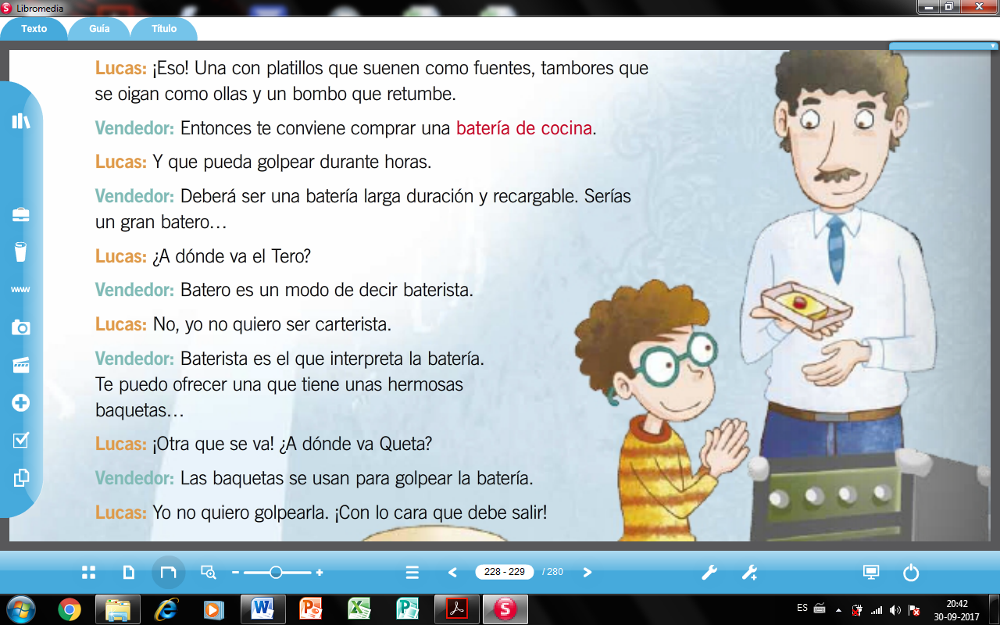 Libromedia
Texto
Guía
Título
Lucas: ¡Eso! Una con platillos que suenen como fuentes, tambores que
se oigan como ollas y un bombo que retumbe.
Vendedor: Entonces te conviene comprar una batería de cocina.
Lucas: Y que pueda golpear durante horas.
Vendedor: Deberá ser una batería larga duración y recargable. Serías
un gran batero…
Lucas: ¿A dónde va el Tero?
Vendedor: Batero es un modo de decir baterista.
Lucas: No, yo no quiero ser carterista.
Vendedor: Baterista es el que interpreta la batería.
Te puedo ofrecer una que tiene unas hermosas
baquetas…
Lucas: ¡Otra que se va! ¿A dónde va Queta?
Vendedor: Las baquetas se usan para golpear la batería.
Lucas: Yo no quiero golpearla. ¡Con lo cara que debe salir!
www
228 - 229 / 280
ES
20:42
30-09-2017